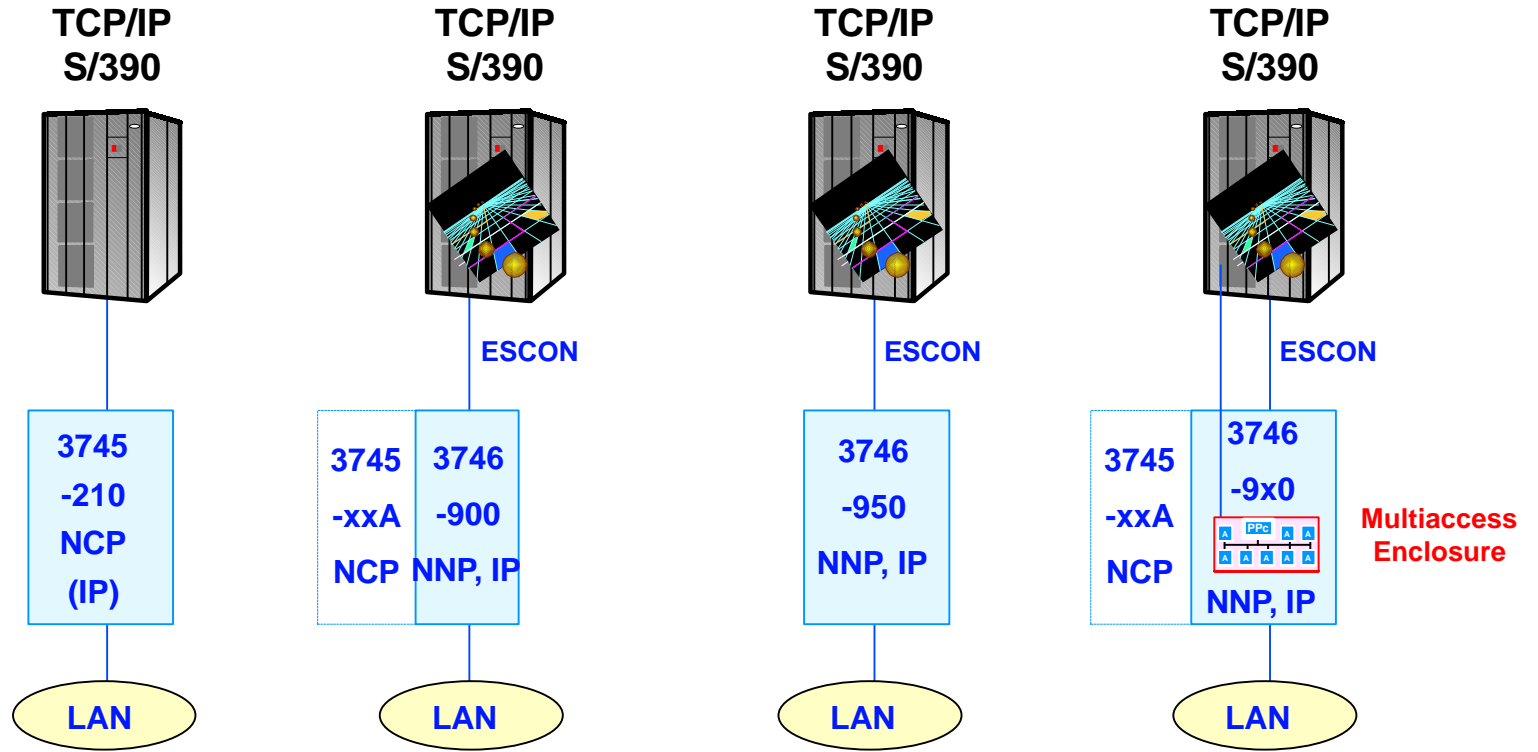 TCP/IP
S/390
TCP/IP
S/390
TCP/IP
S/390
TCP/IP
S/390
ESCON
ESCON
ESCON
3745
-210
NCP
(IP)
3745
-xxA
NCP
3746
-900
NNP, IP
3746
-950
NNP, IP
3745
-xxA
NCP
3746
-9x0
A
PPc
A
A
A
A
A
A
A
NNP, IP
Multiaccess
Enclosure
LAN
LAN
LAN
LAN